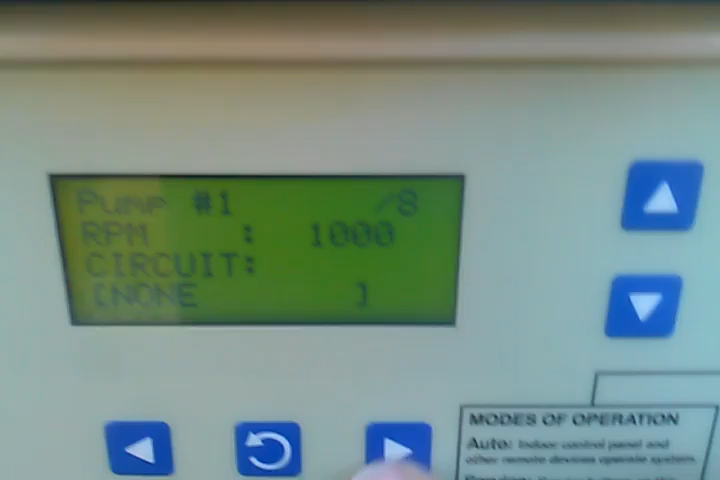 Pump #1 /8
RPM : 1000
CIRCUIT:
[NONE ]
MODES OF OPERATION
Auto: Indoor control panel and
other remote devices operate system.